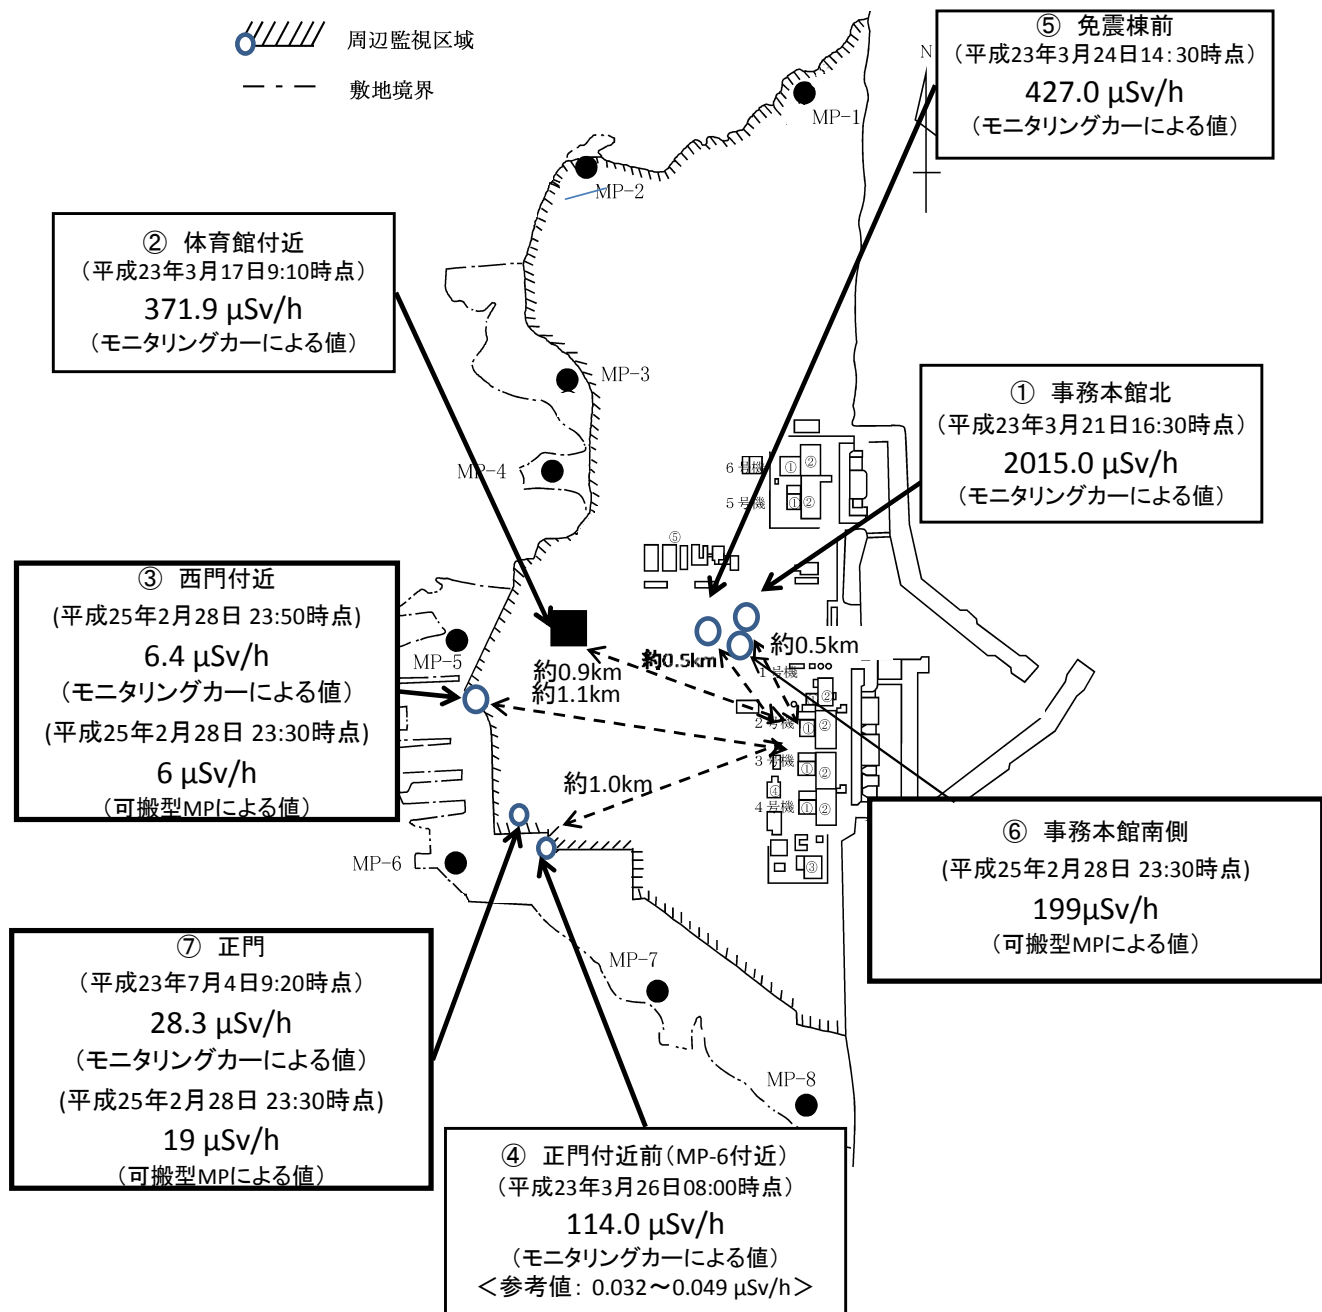 周辺監視区域
敷地境界
⑤ 免震棟前
（平成23年3月24日14：30時点）
427.0 μSv/h
（モニタリングカーによる値）
N
MP-1
MP-2
② 体育館付近
（平成23年3月17日9:10時点）
371.9 μSv/h
（モニタリングカーによる値）
MP-3
① 事務本館北
（平成23年3月21日16:30時点）
2015.0 μSv/h
（モニタリングカーによる値）
MP-4
6号機
① ②
5号機
① ②
⑤
③ 西門付近
(平成25年2月28日 23:50時点)
6.4 μSv/h
（モニタリングカーによる値）
(平成25年2月28日 23:30時点)
6 μSv/h
（可搬型MPによる値）
MP-5
約0.9km
約1.1km
約0.5km
約0.5km
1号機
②
2号機
① ②
3号機
① ②
約1.0km
④
4号機
① ②
③
MP-6
⑥ 事務本館南側
(平成25年2月28日 23:30時点)
199μSv/h
（可搬型MPによる値）
⑦ 正門
（平成23年7月4日9:20時点）
28.3 μSv/h
（モニタリングカーによる値）
(平成25年2月28日 23:30時点)
19 μSv/h
（可搬型MPによる値）
MP-7
MP-8
④ 正門付近前（MP-6付近）
（平成23年3月26日08:00時点）
114.0 μSv/h
（モニタリングカーによる値）
＜参考値： 0.032～0.049 μSv/h＞